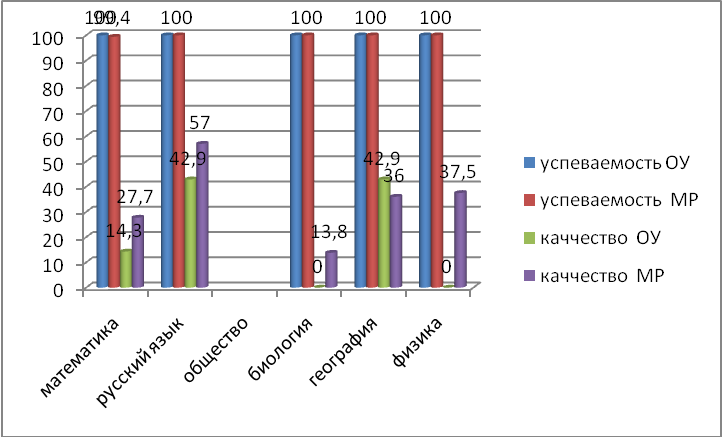 100 99,4 100 100 100 100
100
90
80
70
60
50
40
30
20
10
0
14,3
27,7
42,9
57
0
13,8
42,9
36
0
37,5
математика
русский язык
общество
биология
география
физика
успеваемость ОУ
успеваемость МР
каччество ОУ
каччество МР